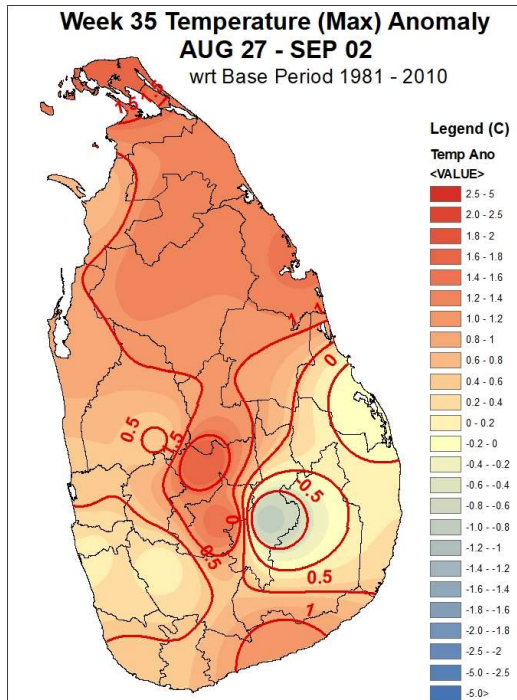 Week 35 Temperature (Max) Anomaly
AUG 27 - SEP 02
wrt Base Period 1981 - 2010
Legend (C)
Temp Ano
<VALUE>
2.5 - 5
2.0 - 2.5
1.8 - 2
1.6 - 1.8
1.4 - 1.6
1.2 - 1.4
1.0 - 1.2
0.8 - 1
0.6 - 0.8
0.4 - 0.6
0.2 - 0.4
0 - 0.2
-0.2 - 0
-0.4 - -0.2
-0.6 - -0.4
-0.8 - -0.6
-1.0 - -0.8
-1.2 - -1
-1.4 - -1.2
-1.6 - -1.4
-1.8 - -1.6
-2.0 - -1.8
-2.5 - -2
-5.0 - -2.5
-5.0>
1.5
1.5
1
1
0
0.5
1.5
-0.5
0
0.5
0.5
1